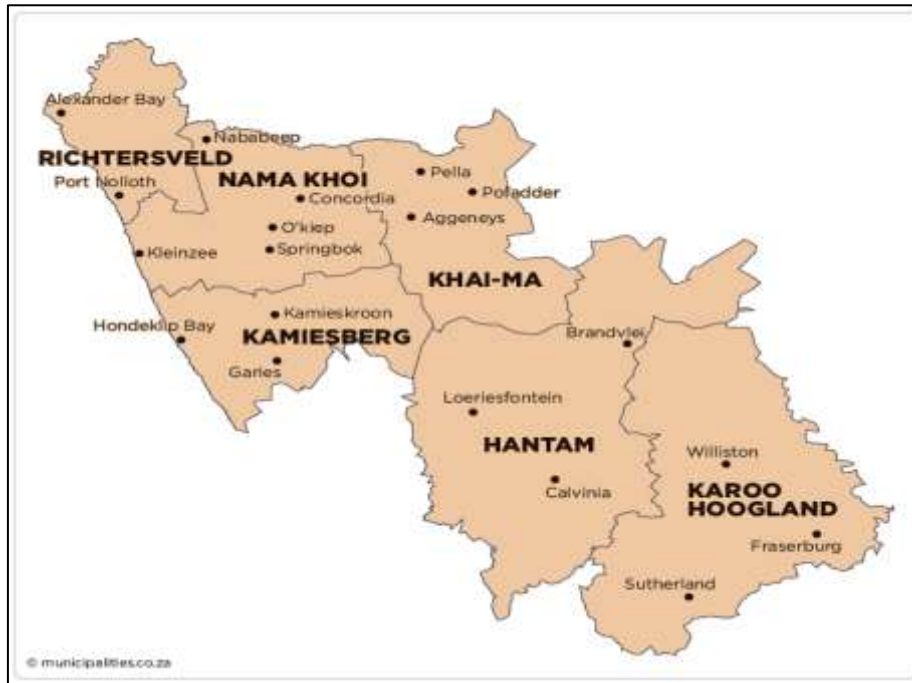 Alexander Bay
Nababeep
RICHTERSVELD
Port Nolloth
NAMA KHOI
Concordia
Pella
Pofadder
Aggeneys
O'kiep
Springbok
Kleinzee
KHAI-MA
Kamieskroon
Hondeklip Bay
KAMIESBERG
Garies
Brandvlei
Loeriesfontein
HANTAM
Calvinia
Williston
KAROO
HOOGLAND
Fraserburg
Sutherland
© municipalities.co.za